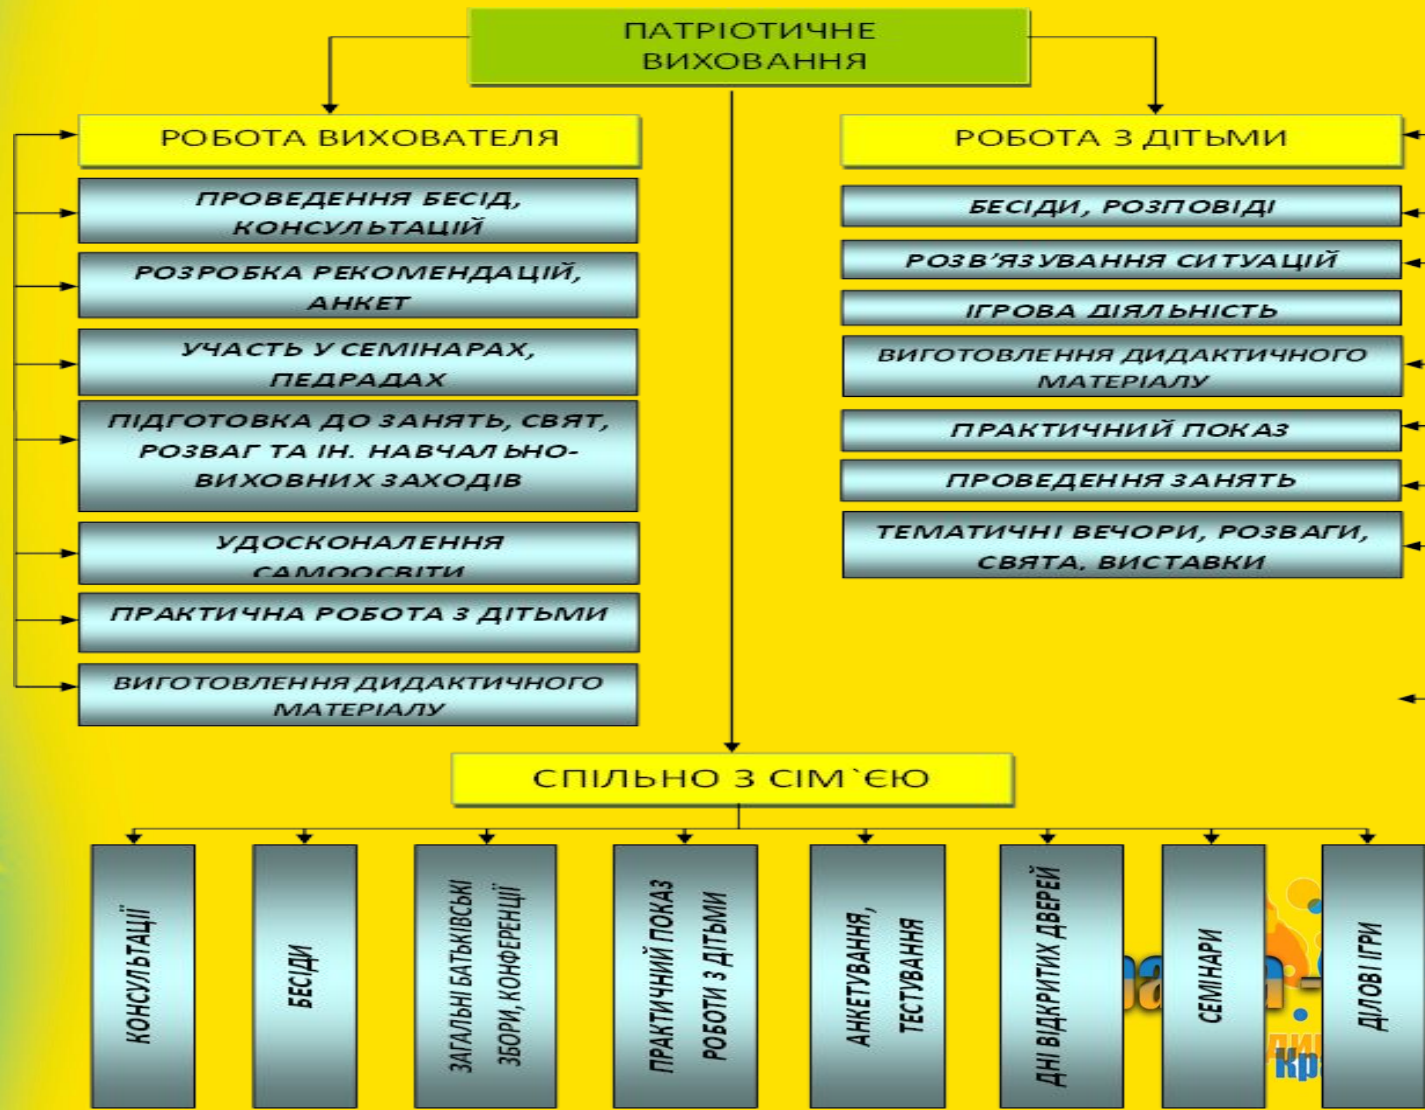 ПАТРІОТИЧНЕ
ВИХОВАННЯ
РОБОТА ВИХОВАТЕЛЯ
ПРОВЕДЕННЯ БЕСІД,
КОНСУЛЬТАЦІЙ
РОЗРОБКА РЕКОМЕНДАЦІЙ,
АНКЕТ
УЧАСТЬ У СЕМІНАРАХ,
ПЕДРАДАХ
ПІДГОТОВКА ДО ЗАНЯТЬ, СВЯТ,
РОЗВАГ ТА ІН. НАВЧАЛЬНО-
ВИХОВНИХ ЗАХОДІВ
УДОСКОНАЛЕННЯ
САМООСВІТИ
ПРАКТИЧНА РОБОТА З ДІТЬМИ
ВИГОТОВЛЕННЯ ДИДАКТИЧНОГО
МАТЕРІАЛУ
РОБОТА З ДІТЬМИ
БЕСІДИ, РОЗПОВІДІ
РОЗВ'ЯЗУВАННЯ СИТУАЦІЙ
ІГРОВА ДІЯЛЬНІСТЬ
ВИГОТОВЛЕННЯ ДИДАКТИЧНОГО
МАТЕРІАЛУ
ПРАКТИЧНИЙ ПОКАЗ
ПРОВЕДЕННЯ ЗАНЯТЬ
ТЕМАТИЧНІ ВЕЧОРИ, РОЗВАГИ,
СВЯТА, ВИСТАВКИ
СПІЛЬНО З СІМ`ЄЮ
КОНСУЛЬТАЦІЇ
БЕСІДИ
ЗАГАЛЬНІ БАТЬКІВСЬКІ
ЗБОРИ, КОНФЕРЕНЦІЇ
ПРАКТИЧНИЙ ПОКАЗ
РОБОТИ З ДІТЬМИ
АНКЕТУВАННЯ,
ТЕСТУВАННЯ
ДНІ ВІДКРИТИХ ДВЕРЕЙ
СЕМІНАРИ
ДІЛОВІ ІГРИ